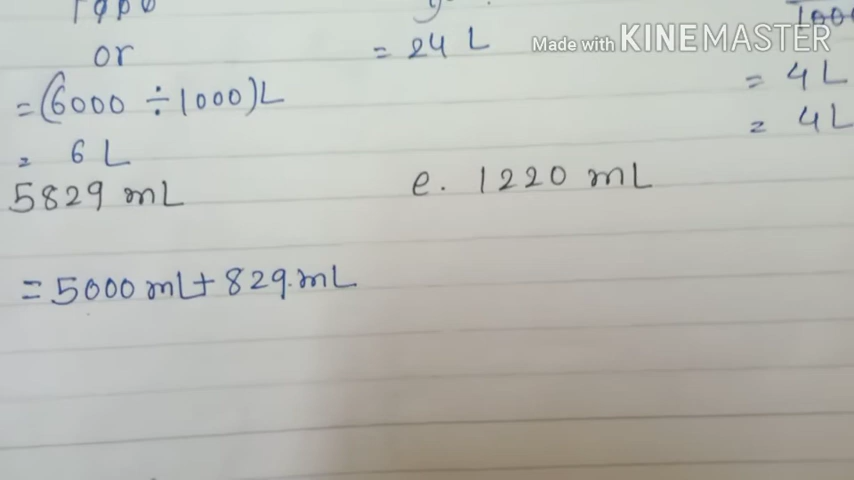 or
= (6000 ÷ 1000) L
= 6 L
5829 mL
= 5000 mL + 829 mL
= 24 L
e. 1220 mL
Made with KINEMASTER
= 4 L
= 4 L